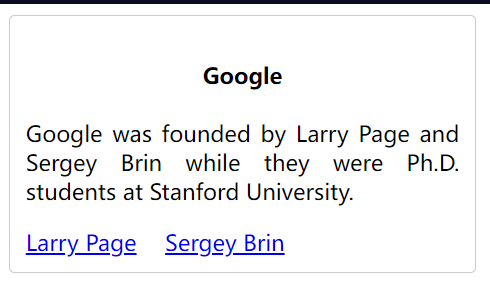 Google
Google was founded by Larry Page and
Sergey Brin while they were Ph.D.
students at Stanford University.
Larry Page Sergey Brin